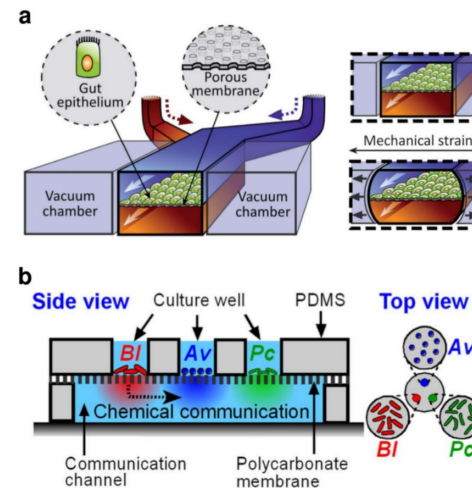 a
Gut
epithelium
Porous
membrane
Vacuum
chamber
Vacuum
chamber
Mechanical strain
b
Side view
Culture well
PDMS
Top view
Bl
Av
Pc
Av
Chemical communication
Communication
channel
Polycarbonate
membrane
Bl
Pc